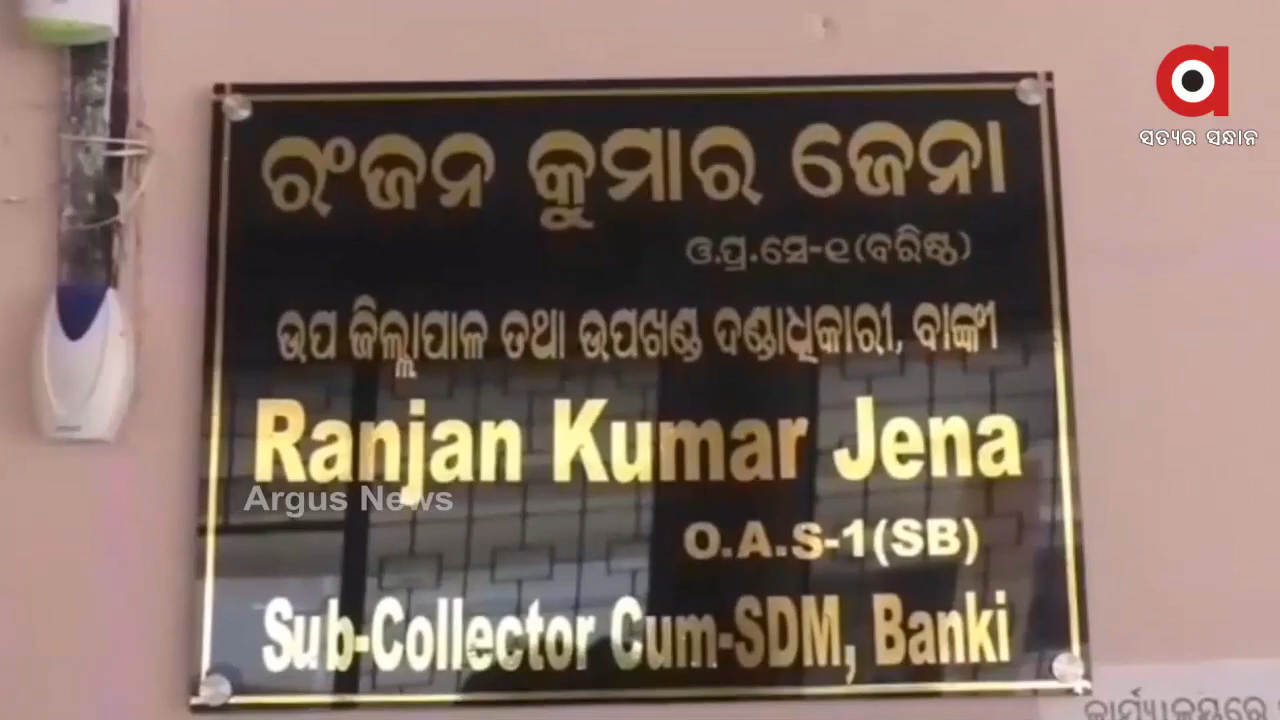 ସତ୍ୟର ସନ୍ଧାନ
ରଂଜନ କୁମାର ଜେନା
ଓ.ପ୍ର.ସେ-୧(ବରିଷ୍ଠ)
ଉପ ଜିଲ୍ଲାପାଳ ତଥା ଉପଖଣ୍ଡ ଦଣ୍ଡାଧିକାରୀ, ବାଙ୍କୀ
Ranjan Kumar Jena
Argus News
O.A.S-1(SB)
Sub-Collector Cum-SDM, Banki